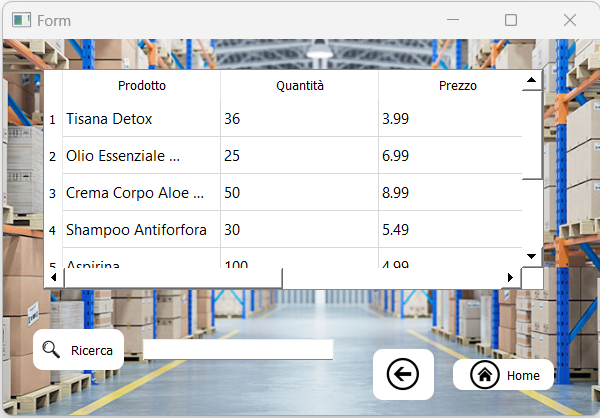 Form
Prodotto Quantità Prezzo
1 Tisana Detox 36 3.99
2 Olio Essenziale ... 25 6.99
3 Crema Corpo Aloe ... 50 8.99
4 Shampoo Antiforfora 30 5.49
5 Aspirina 100 4.99
Ricerca
Home